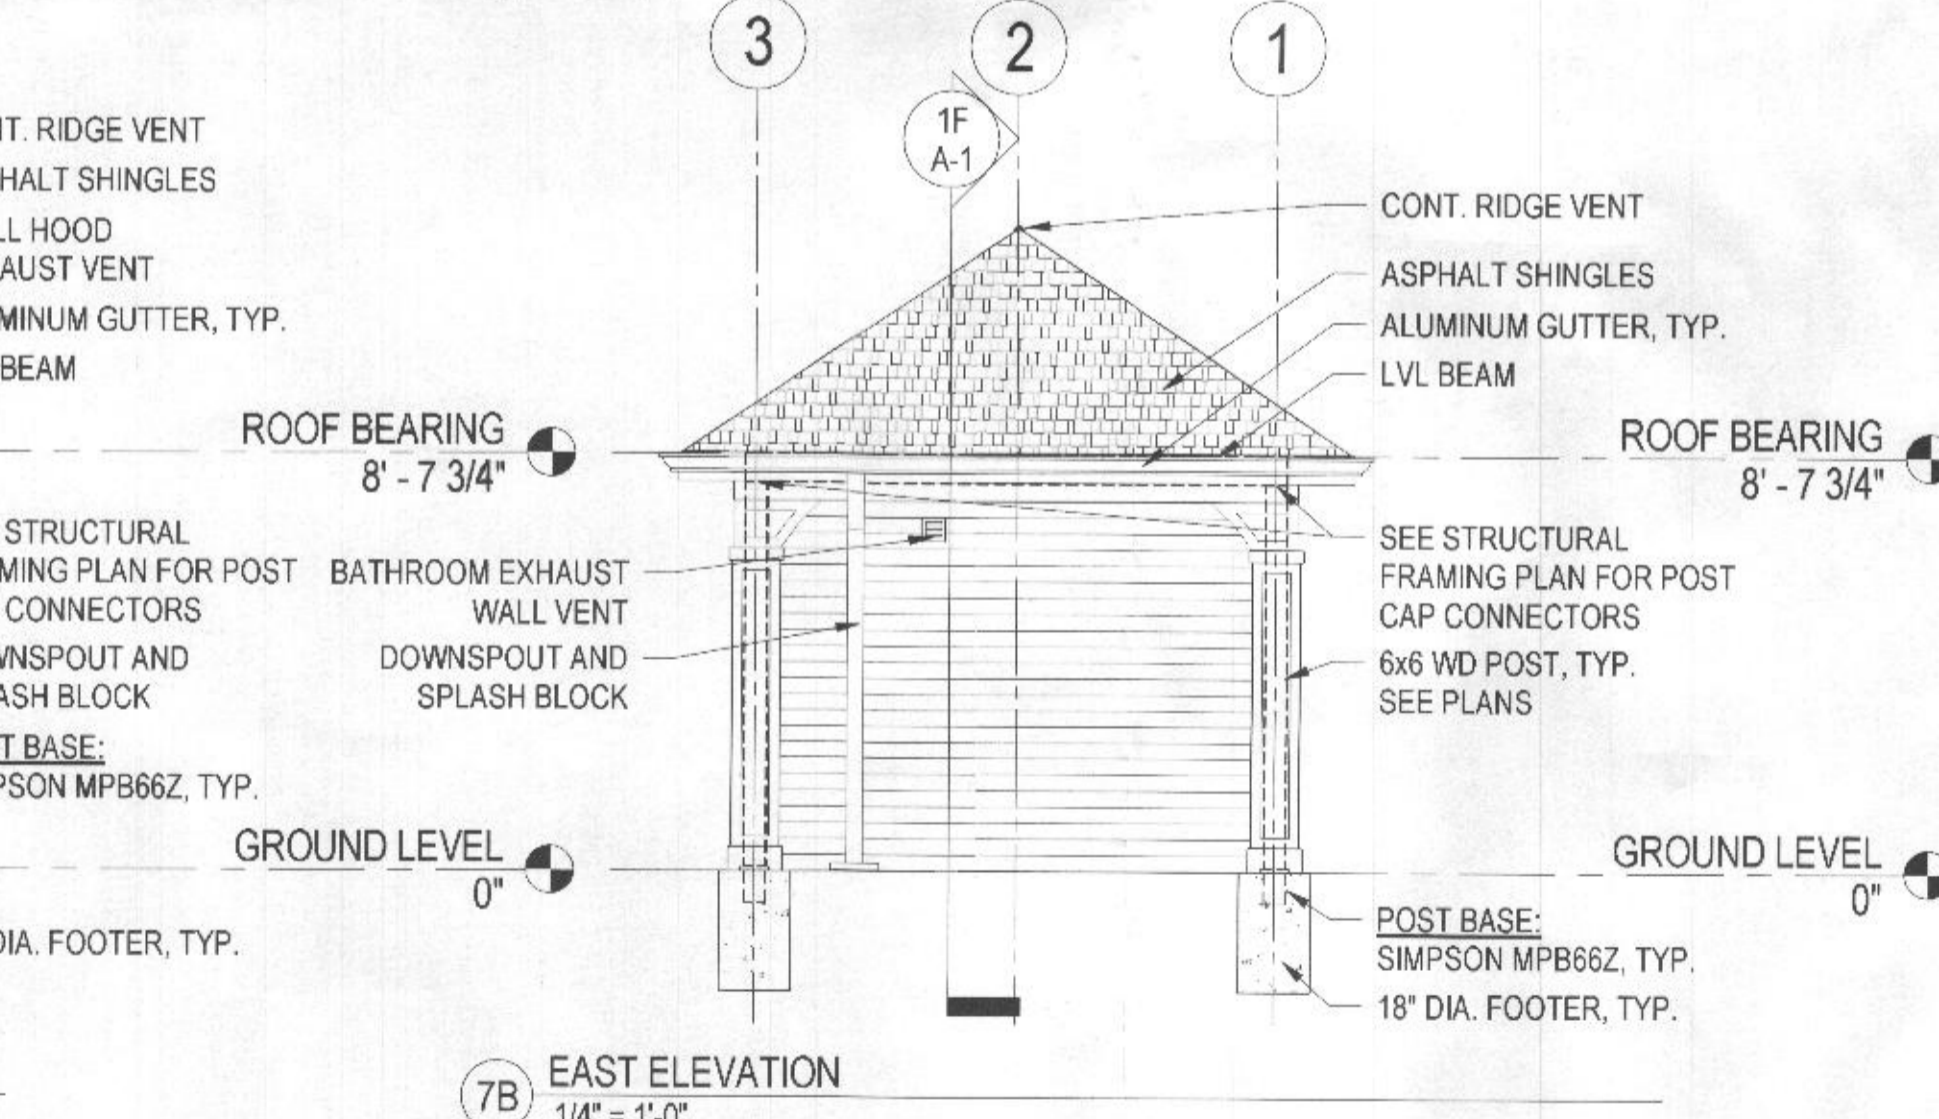 3
2
1
1F
A-1
T. RIDGE VENT
HALT SHINGLES
LL HOOD
AUST VENT
MINUM GUTTER, TYP.
BEAM
ROOF BEARING
8' - 7 3/4"
STRUCTURAL
MING PLAN FOR POST
CONNECTORS
WNSPOUT AND
ASH BLOCK
T BASE:
PSON MPB66Z, TYP.
GROUND LEVEL
0"
DIA. FOOTER, TYP.
BATHROOM EXHAUST
WALL VENT
DOWNSPOUT AND
SPLASH BLOCK
CONT. RIDGE VENT
ASPHALT SHINGLES
ALUMINUM GUTTER, TYP.
LVL BEAM
ROOF BEARING
8' - 7 3/4"
SEE STRUCTURAL
FRAMING PLAN FOR POST
CAP CONNECTORS
6x6 WD POST, TYP.
SEE PLANS
GROUND LEVEL
0"
POST BASE:
SIMPSON MPB66Z, TYP.
18" DIA. FOOTER, TYP.
7B
EAST ELEVATION
1/4" = 1'-0"